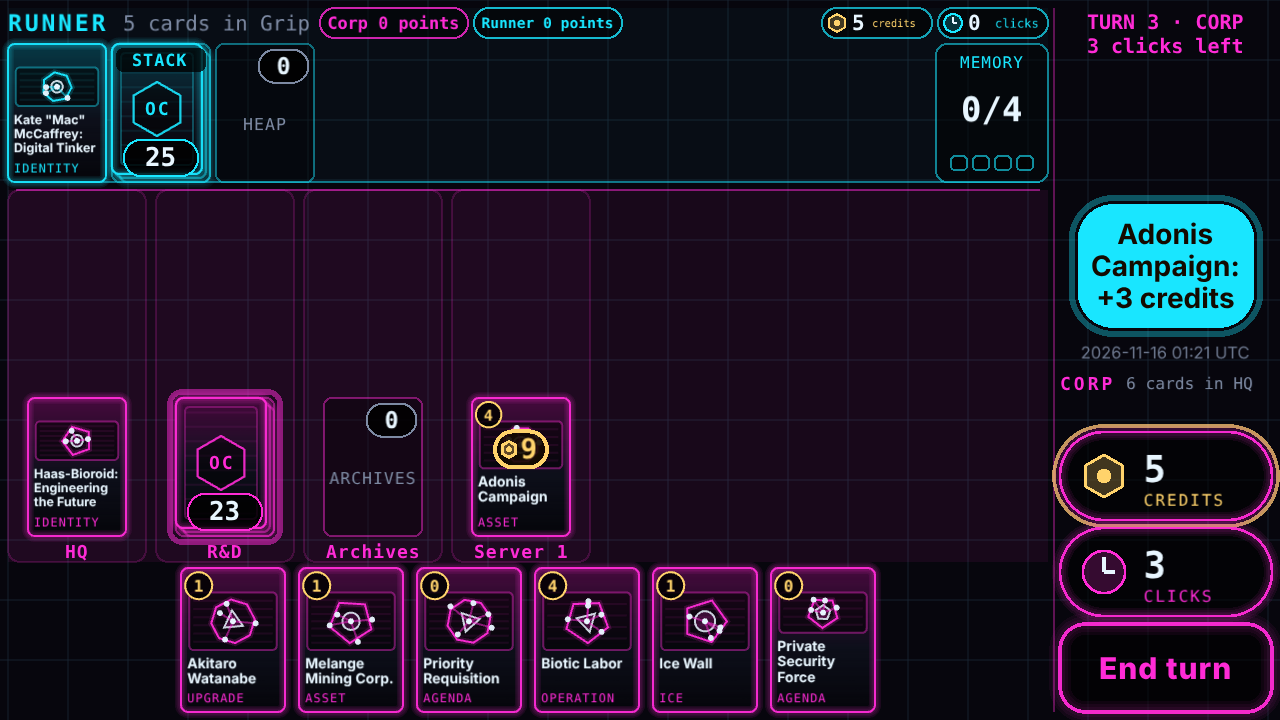 RUNNER 5 cards in Grip Corp 0 points Runner 0 points 5 credits 0 clicks
TURN 3 · CORP
3 clicks left
Kate "Mac"
McCaffrey:
Digital Tinker
IDENTITY
STACK
OC
25
0
HEAP
MEMORY
0/4
Adonis
Campaign:
+3 credits
2026-11-16 01:21 UTC
CORP 6 cards in HQ
Haas-Bioroid:
Engineering
the Future
IDENTITY
HQ
OC
23
R&D
0
ARCHIVES
Archives
4
9
Adonis
Campaign
ASSET
Server 1
5
CREDITS
3
CLICKS
End turn
1
Akitaro
Watanabe
UPGRADE
1
Melange
Mining Corp.
ASSET
0
Priority
Requisition
AGENDA
4
Biotic Labor
OPERATION
1
Ice Wall
ICE
0
Private
Security
Force
AGENDA